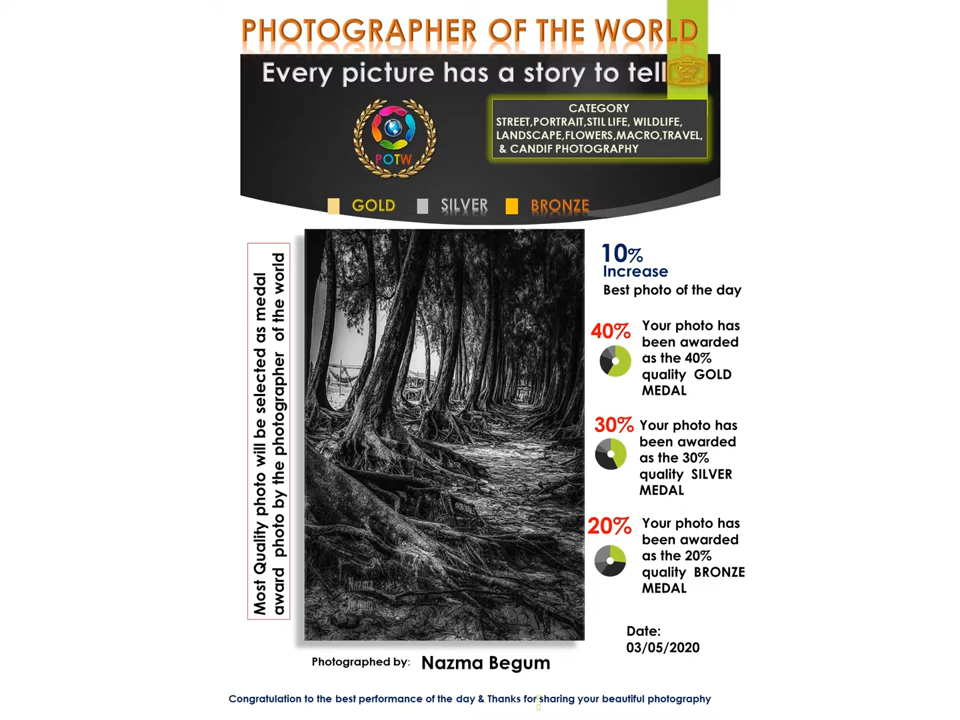 PHOTOGRAPHER OF THE WORLD
Every picture has a story to tell
CATEGORY
STREET,PORTRAIT,STIL LIFE, WILDLIFE,
LANDSCAPE,FLOWERS,MACRO,TRAVEL,
& CANDIF PHOTOGRAPHY
POTW
GOLD
SILVER
BRONZE
Most Quality photo will be selected as medal
award photo by the photographer of the world
10%
Increase
Best photo of the day
40%
Your photo has
been awarded
as the 40%
quality GOLD
MEDAL
30%
Your photo has
been awarded
as the 30%
quality SILVER
MEDAL
20%
Your photo has
been awarded
as the 20%
quality BRONZE
MEDAL
Nazma
Begum
Date:
03/05/2020
Photographed by: Nazma Begum
Congratulation to the best performance of the day & Thanks for sharing your beautiful photography